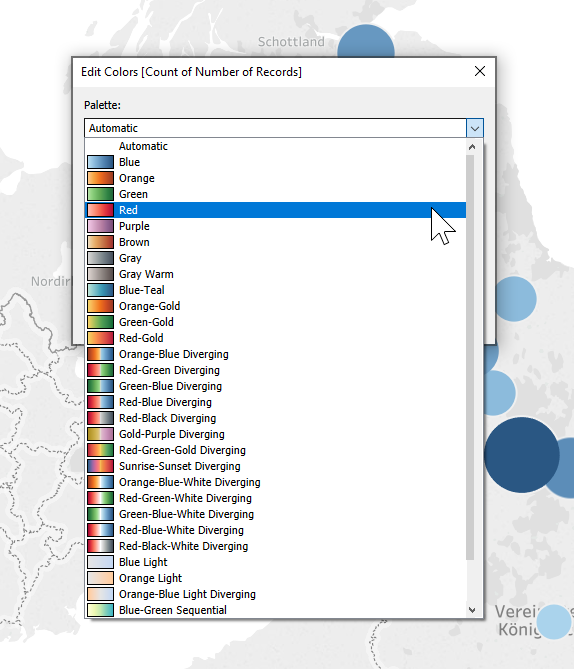 Schottland
Edit Colors [Count of Number of Records]
Palette:
Automatic
Automatic
Blue
Orange
Green
Red
Purple
Brown
Gray
Gray Warm
Blue-Teal
Nordir
Orange-Gold
Green-Gold
Red-Gold
Orange-Blue Diverging
Red-Green Diverging
Green-Blue Diverging
Red-Blue Diverging
Red-Black Diverging
Gold-Purple Diverging
Red-Green-Gold Diverging
Sunrise-Sunset Diverging
Orange-Blue-White Diverging
Red-Green-White Diverging
Green-Blue-White Diverging
Red-Blue-White Diverging
Red-Black-White Diverging
Blue Light
Orange Light
Orange-Blue Light Diverging
Blue-Green Sequential